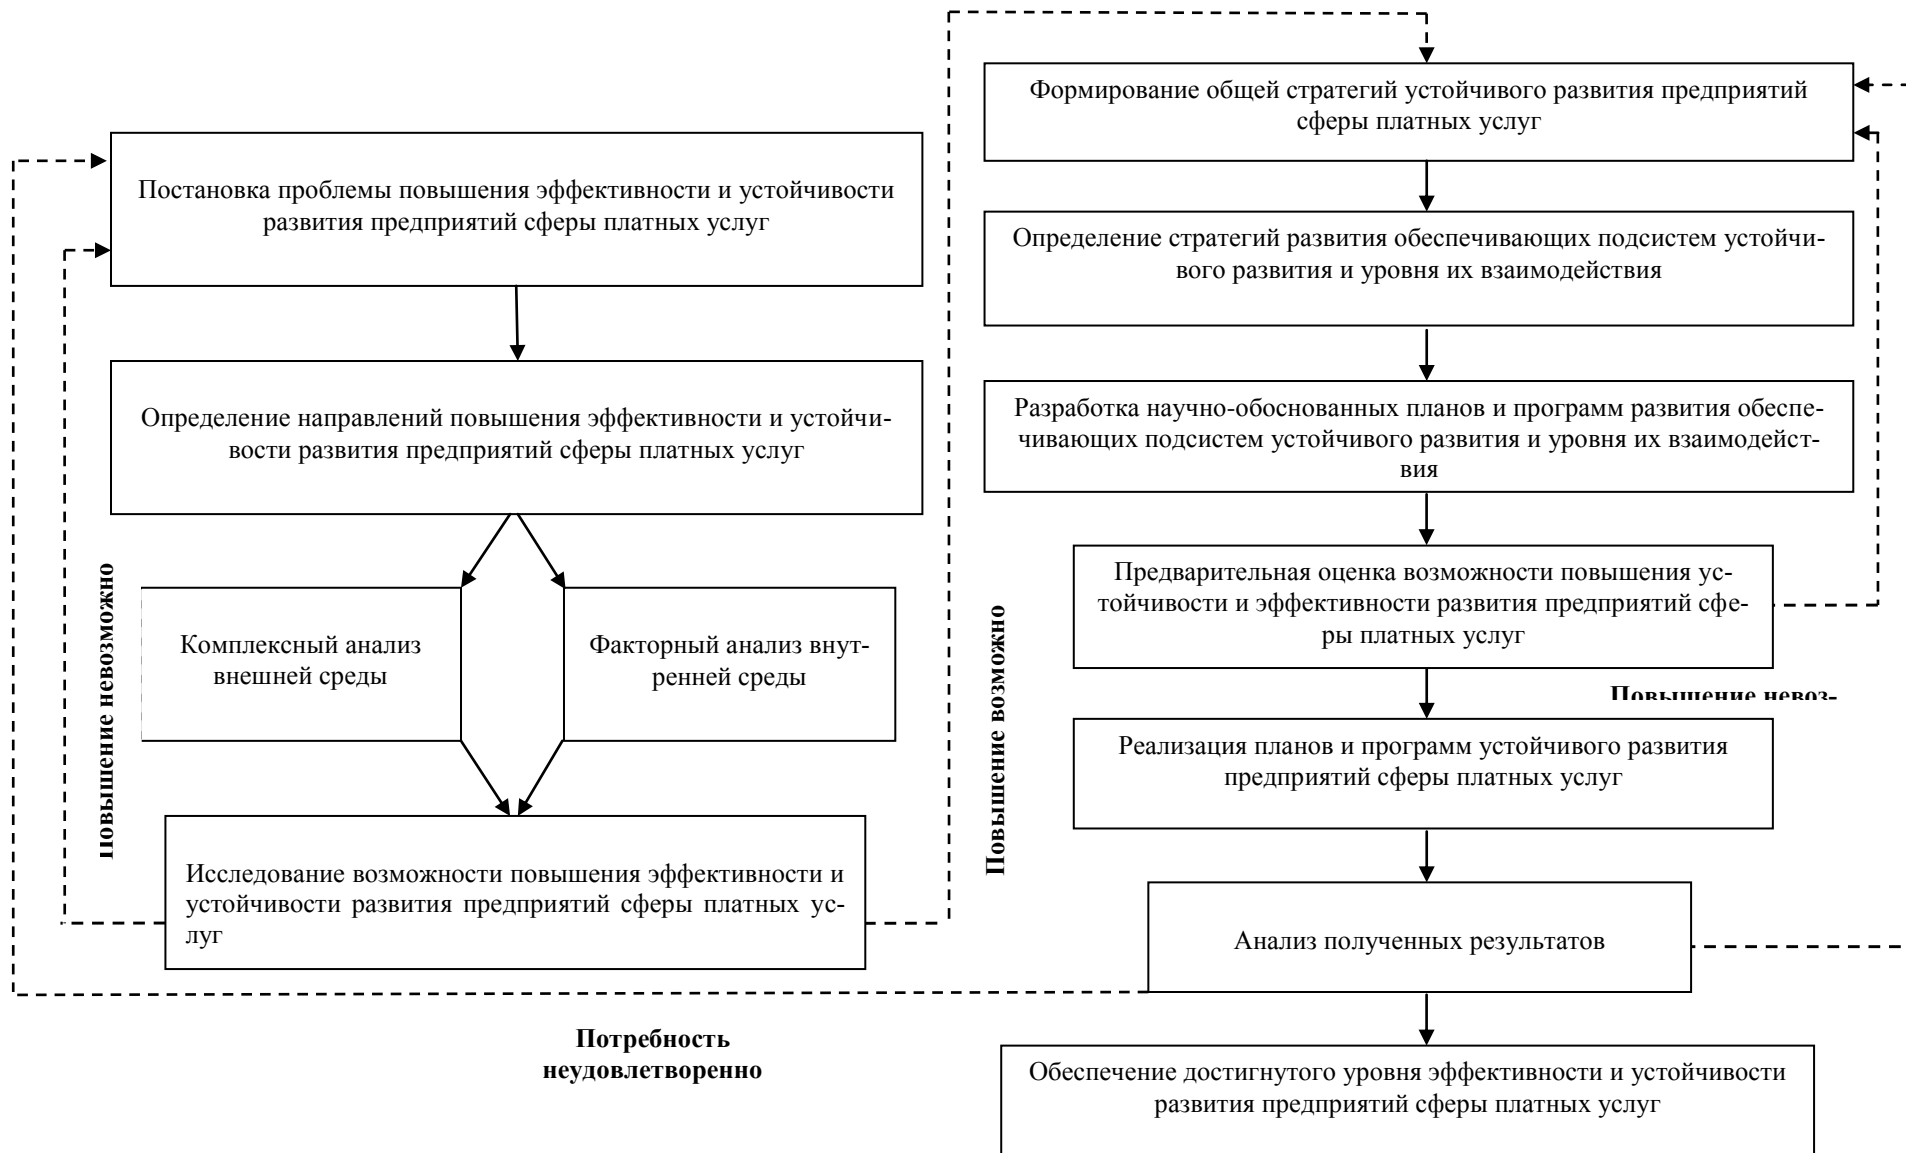 Формирование общей стратегий устойчивого развития предприятий
сферы платных услуг
Постановка проблемы повышения эффективности и устойчивости
развития предприятий сферы платных услуг
Определение стратегий развития обеспечивающих подсистем устойчи-
вого развития и уровня их взаимодействия
Определение направлений повышения эффективности и устойчи-
вости развития предприятий сферы платных услуг
Разработка научно-обоснованных планов и программ развития обеспе-
чивающих подсистем устойчивого развития и уровня их взаимодейст-
вия
повышение невозможно
Комплексный анализ
внешней среды
Факторный анализ внут-
ренней среды
Повышение возможно
Предварительная оценка возможности повышения ус-
тойчивости и эффективности развития предприятий сфе-
ры платных услуг
Повышение невоз-
Реализация планов и программ устойчивого развития
предприятий сферы платных услуг
Исследование возможности повышения эффективности и
устойчивости развития предприятий сферы платных ус-
луг
Анализ полученных результатов
Потребность
неудовлетворенно
Обеспечение достигнутого уровня эффективности и устойчивости
развития предприятий сферы платных услуг